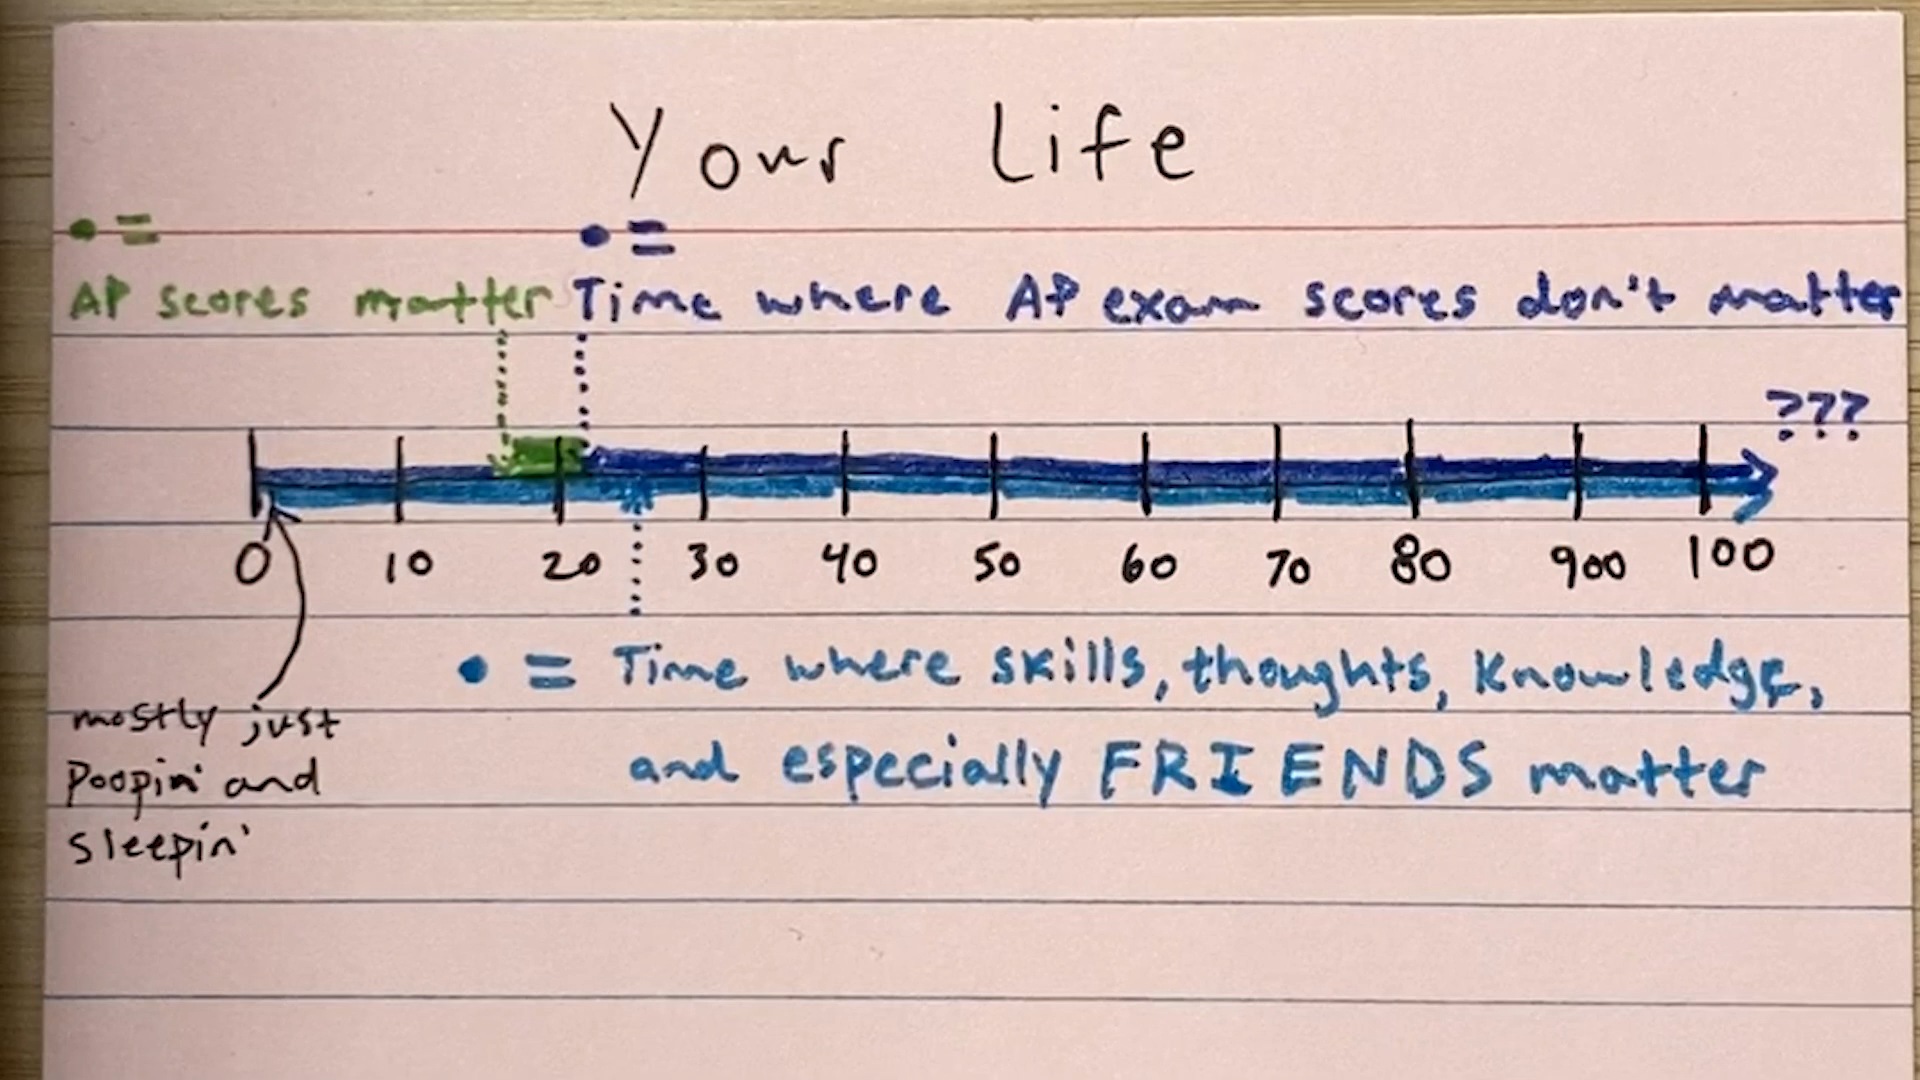 Your Life
• =
AP scores matter
• =
Time where AP exam scores don't matter
???
0 10 20 30 40 50 60 70 80 900 100
• = Time where skills, thoughts, Knowledge,
and especially FRIENDS matter
mostly just
Poopin' and
sleepin'